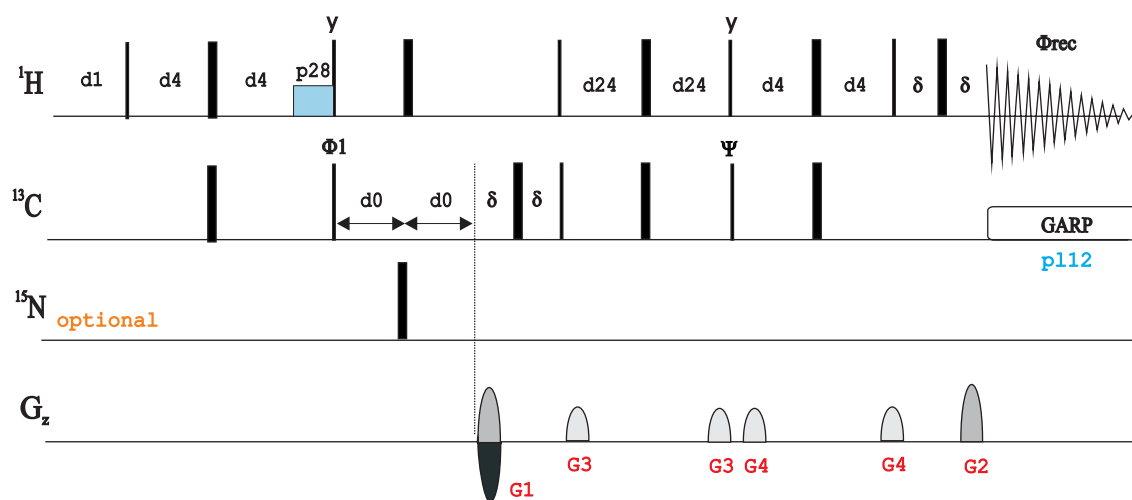 y y
Φrec
¹H d1 d4 d4 p28 d24 d24 d4 d4 δ δ
Φ1 Ψ
¹³C d0 d0 δ δ
GARP
pl12
¹⁵N optional
G_z
G1 G3 G3 G4 G4 G2